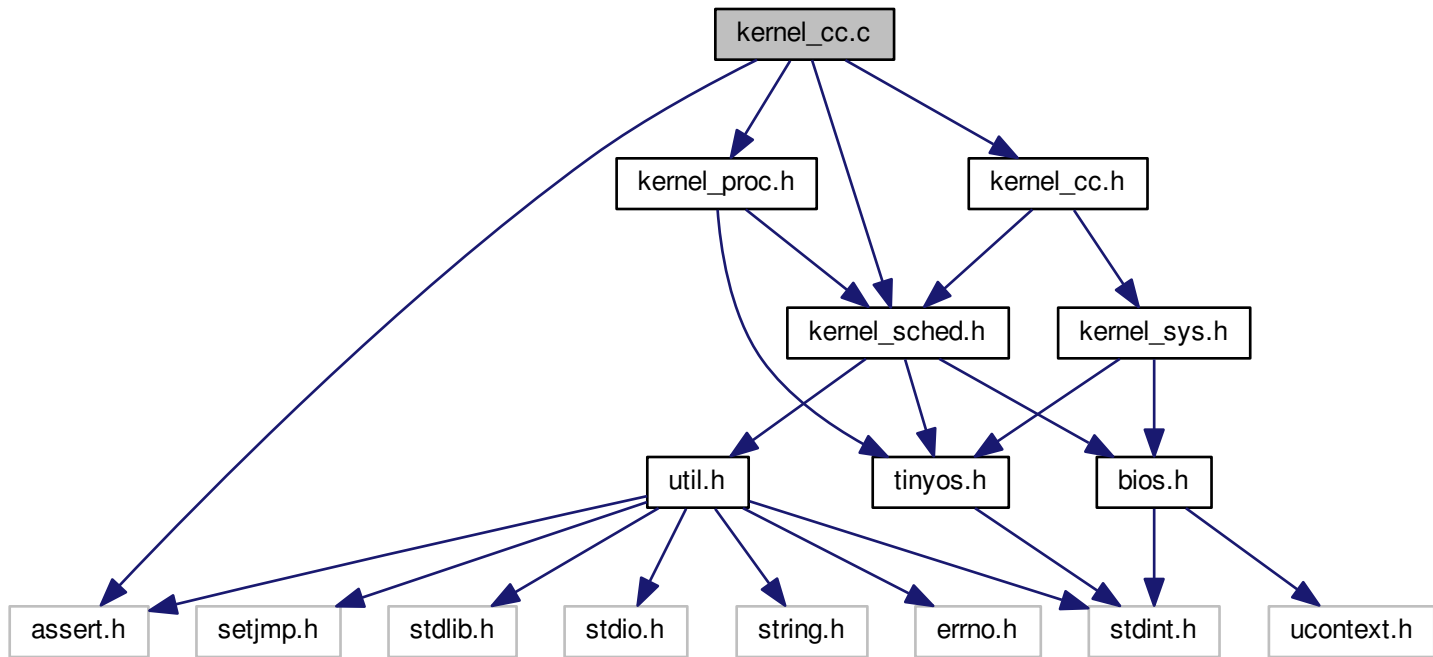 kernel_cc.c
kernel_proc.h
kernel_cc.h
kernel_sched.h
kernel_sys.h
util.h
tinyos.h
bios.h
assert.h
setjmp.h
stdlib.h
stdio.h
string.h
errno.h
stdint.h
ucontext.h